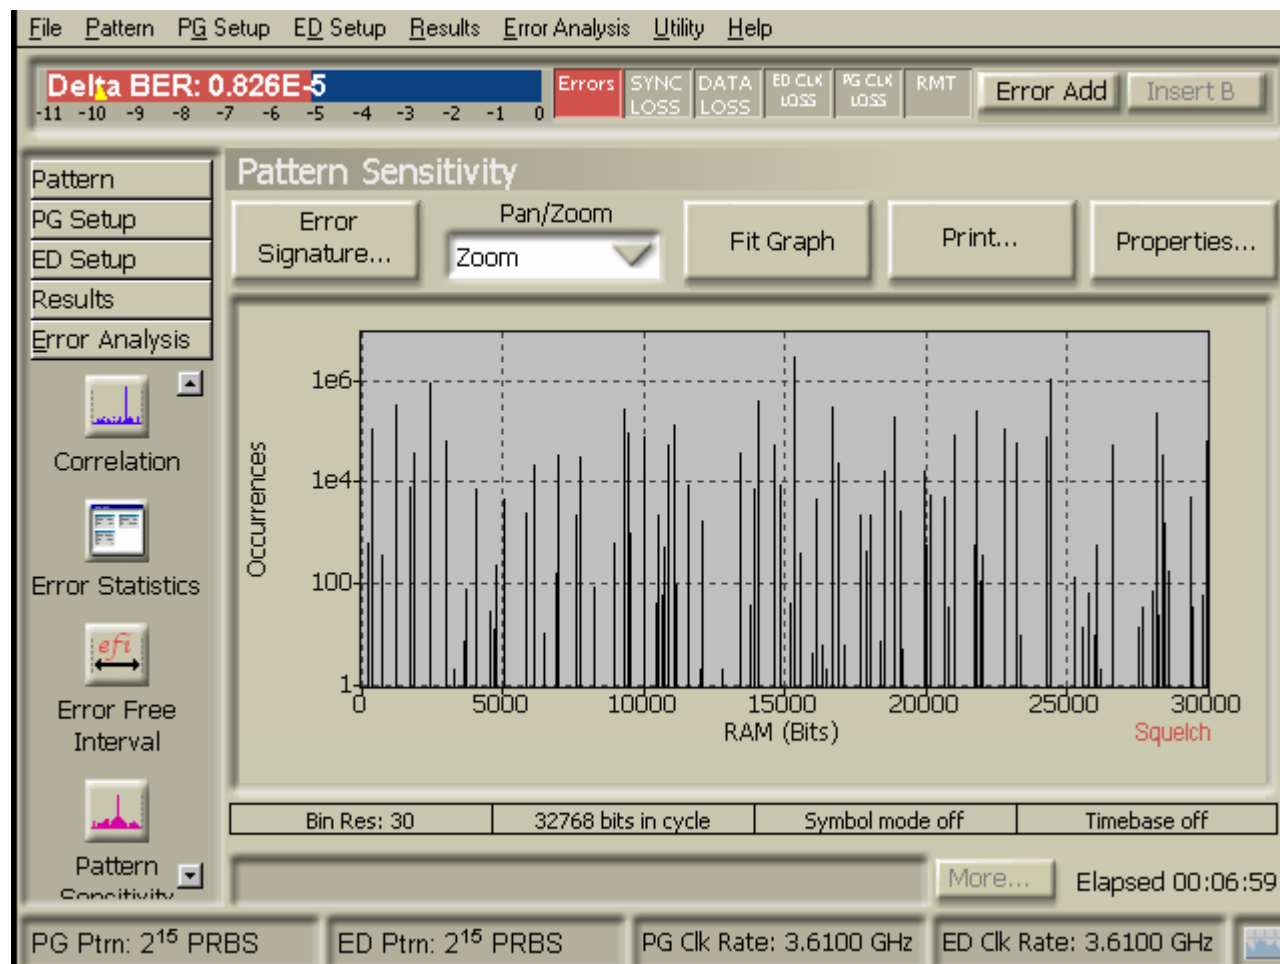 File Pattern PG Setup ED Setup Results Error Analysis Utility Help
Delta BER: 0.826E-5
-11 -10 -9 -8 -7 -6 -5 -4 -3 -2 -1 0
Errors
SYNC LOSS
DATA LOSS
ED CLK LOSS
PG CLK LOSS
RMT
Error Add
Insert B
Pattern
PG Setup
ED Setup
Results
Error Analysis
Correlation
Error Statistics
efi
Error Free
Interval
Pattern
Sensitivity
Pattern Sensitivity
Error
Signature...
Pan/Zoom
Zoom
Fit Graph
Print...
Properties...
Occurrences
1e6
1e4
100
1
0 5000 10000 15000 20000 25000 30000
RAM (Bits)
Squelch
Bin Res: 30
32768 bits in cycle
Symbol mode off
Timebase off
More...
Elapsed 00:06:59
PG Ptrn: 2¹⁵ PRBS
ED Ptrn: 2¹⁵ PRBS
PG Clk Rate: 3.6100 GHz
ED Clk Rate: 3.6100 GHz